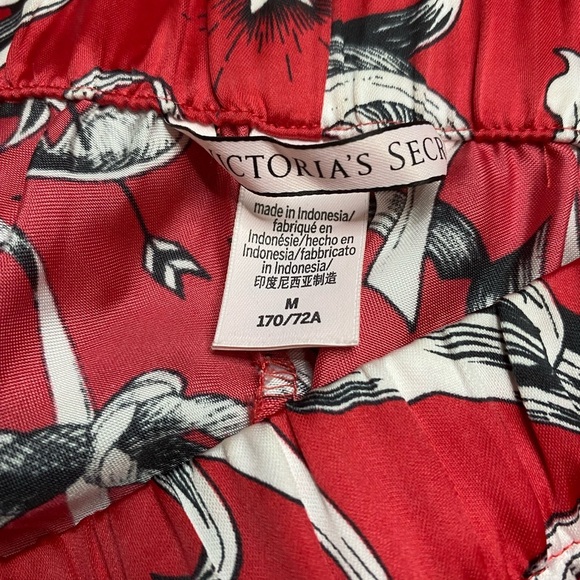 VICTORIA'S SECR
made in Indonesia/
fabriqué en
Indonésie/hecho en
Indonesia/fabbricato
in Indonesia/
印度尼西亚制造
M
170/72A